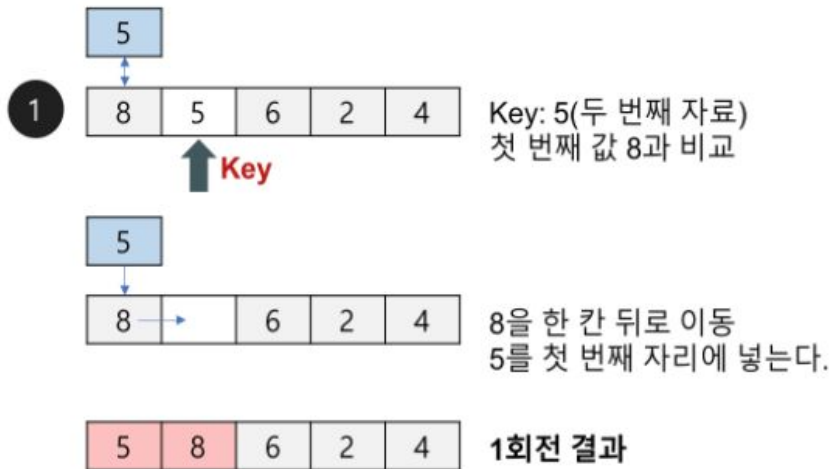 5
1
8 5 6 2 4
Key: 5(두 번째 자료)
첫 번째 값 8과 비교
Key
5
8 6 2 4
8을 한 칸 뒤로 이동
5를 첫 번째 자리에 넣는다.
5 8 6 2 4
1회전 결과